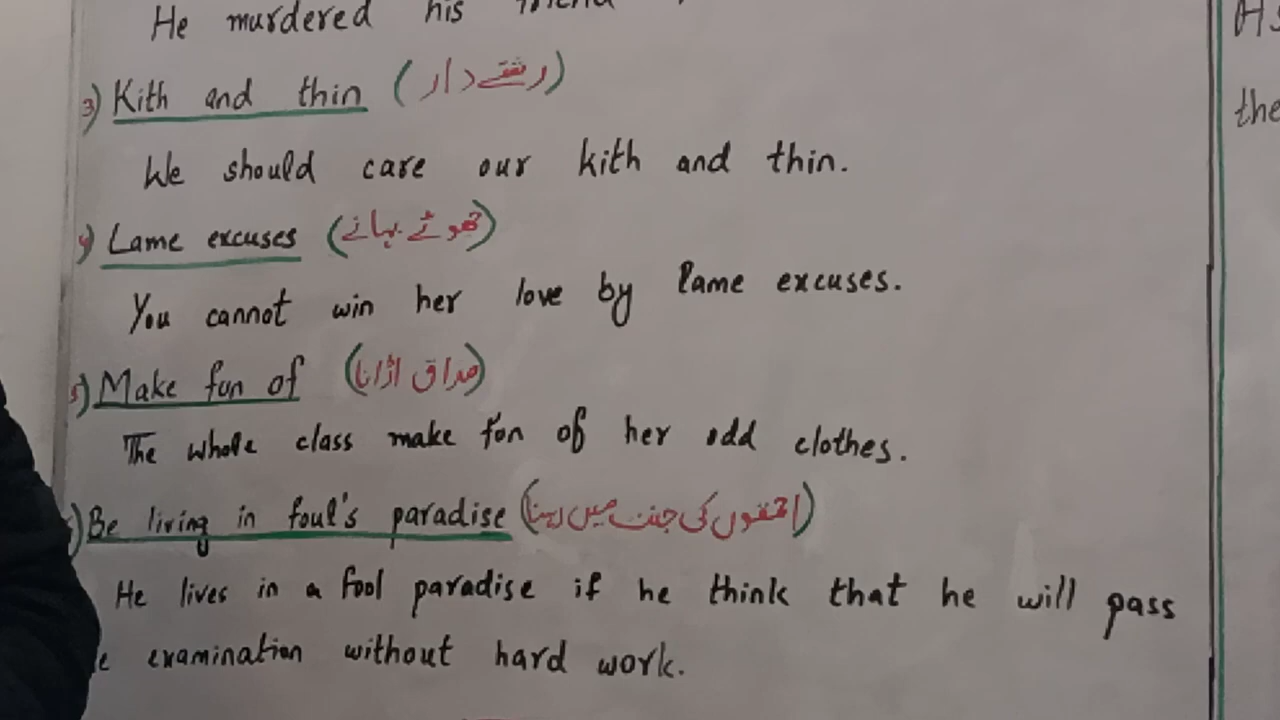 He murdered his friend
3) Kith and thin (رشتے دار)
We should care our kith and thin.
4) Lame excuses (جھوٹے بہانے)
You cannot win her love by lame excuses.
5) Make fun of (مداق اڑانا)
The whole class make fun of her odd clothes.
) Be living in foul's paradise (احمقوں کی جنت میں رہنا)
He lives in a fool paradise if he think that he will pass
e examination without hard work.
the